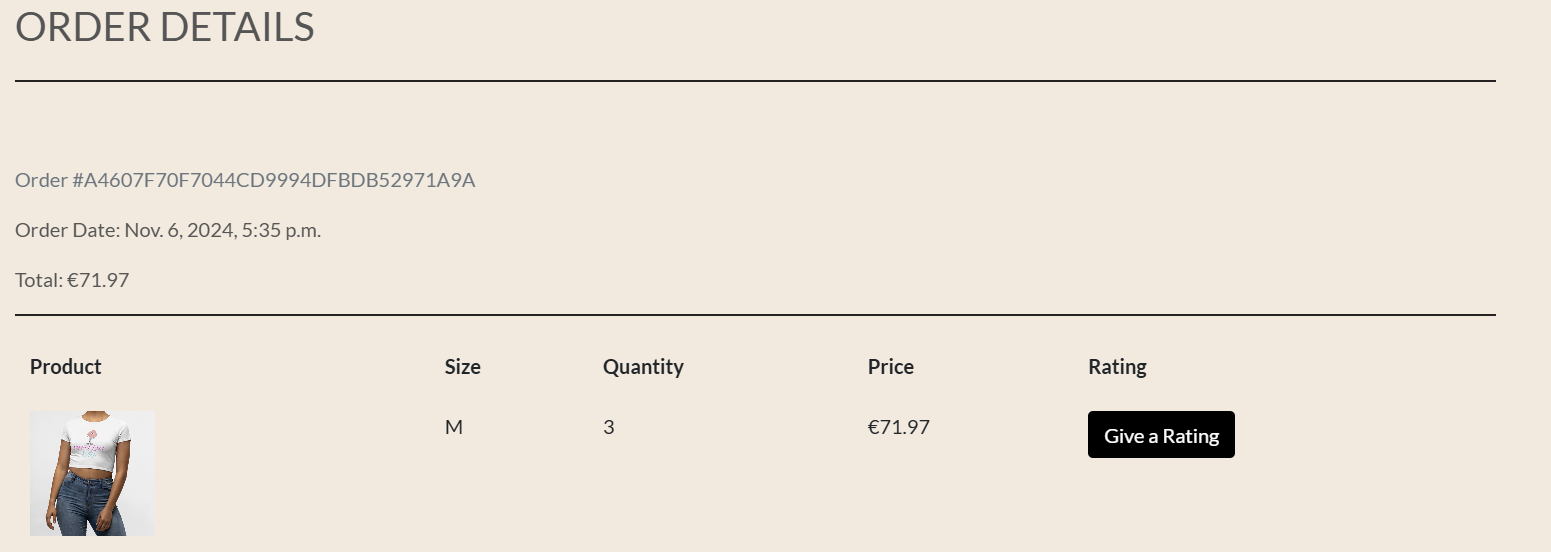 ORDER DETAILS
Order #A4607F70F7044CD9994DFBDB52971A9A
Order Date: Nov. 6, 2024, 5:35 p.m.
Total: €71.97
Product Size Quantity Price Rating
M 3 €71.97 Give a Rating